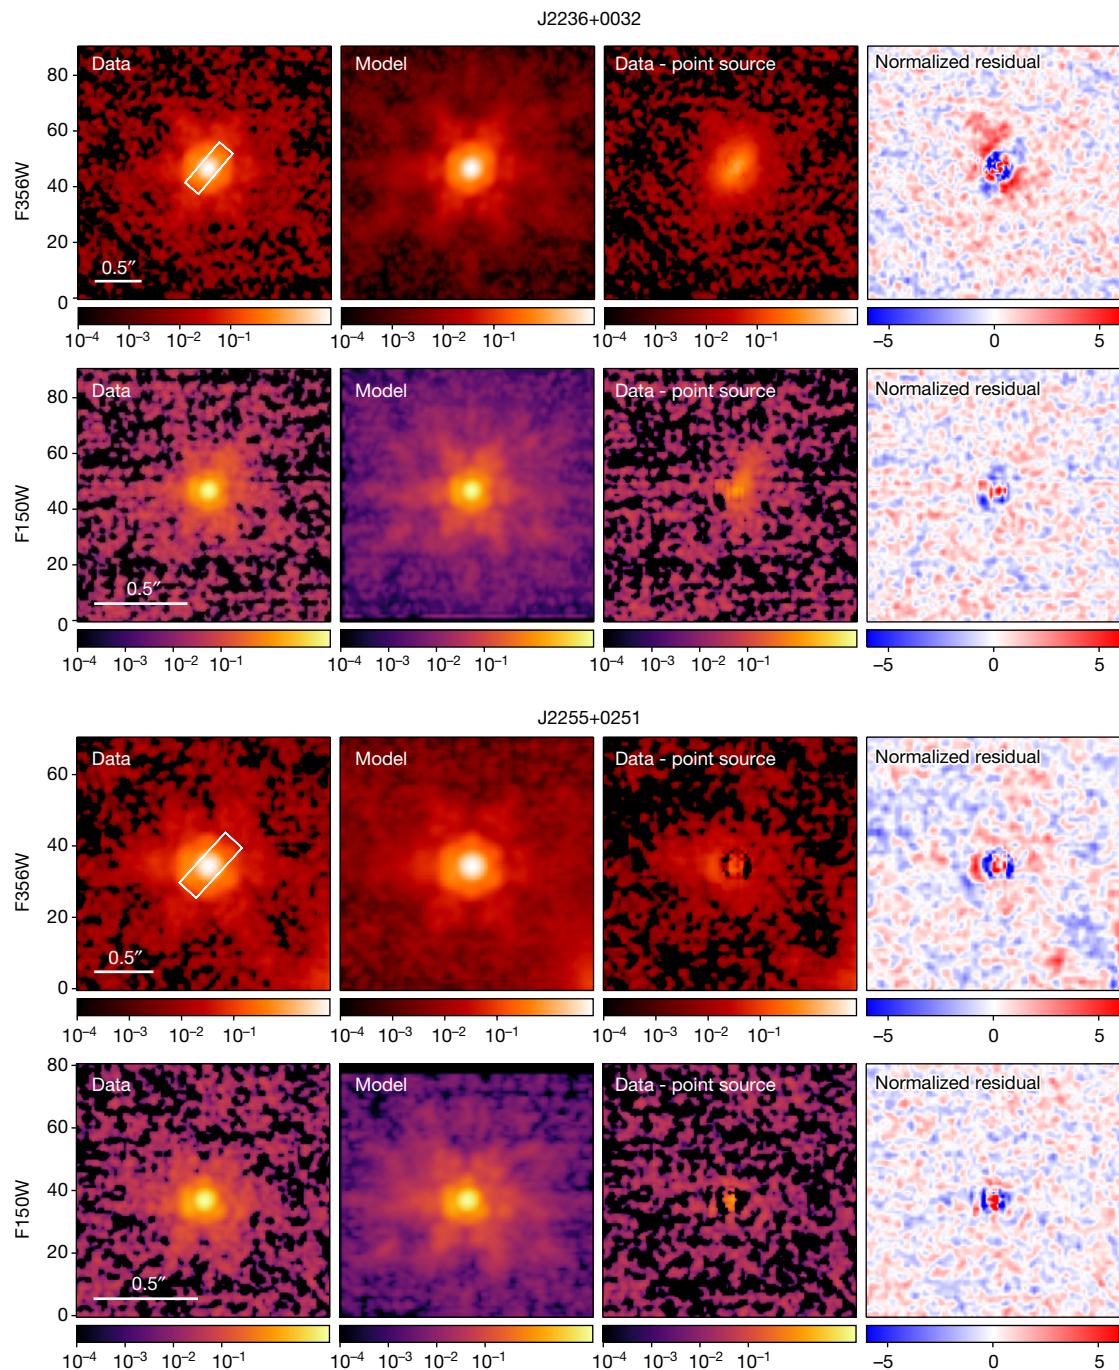 J2236+0032
Data Model Data - point source Normalized residual
80
60
40
20
0
F356W
0.5″
10⁻⁴ 10⁻³ 10⁻² 10⁻¹ 10⁻⁴ 10⁻³ 10⁻² 10⁻¹ 10⁻⁴ 10⁻³ 10⁻² 10⁻¹ −5 0 5
Data Model Data - point source Normalized residual
80
60
40
20
0
F150W
0.5″
10⁻⁴ 10⁻³ 10⁻² 10⁻¹ 10⁻⁴ 10⁻³ 10⁻² 10⁻¹ 10⁻⁴ 10⁻³ 10⁻² 10⁻¹ −5 0 5
J2255+0251
Data Model Data - point source Normalized residual
60
40
20
0
F356W
0.5″
10⁻⁴ 10⁻³ 10⁻² 10⁻¹ 10⁻⁴ 10⁻³ 10⁻² 10⁻¹ 10⁻⁴ 10⁻³ 10⁻² 10⁻¹ −5 0 5
Data Model Data - point source Normalized residual
80
60
40
20
0
F150W
0.5″
10⁻⁴ 10⁻³ 10⁻² 10⁻¹ 10⁻⁴ 10⁻³ 10⁻² 10⁻¹ 10⁻⁴ 10⁻³ 10⁻² 10⁻¹ −5 0 5